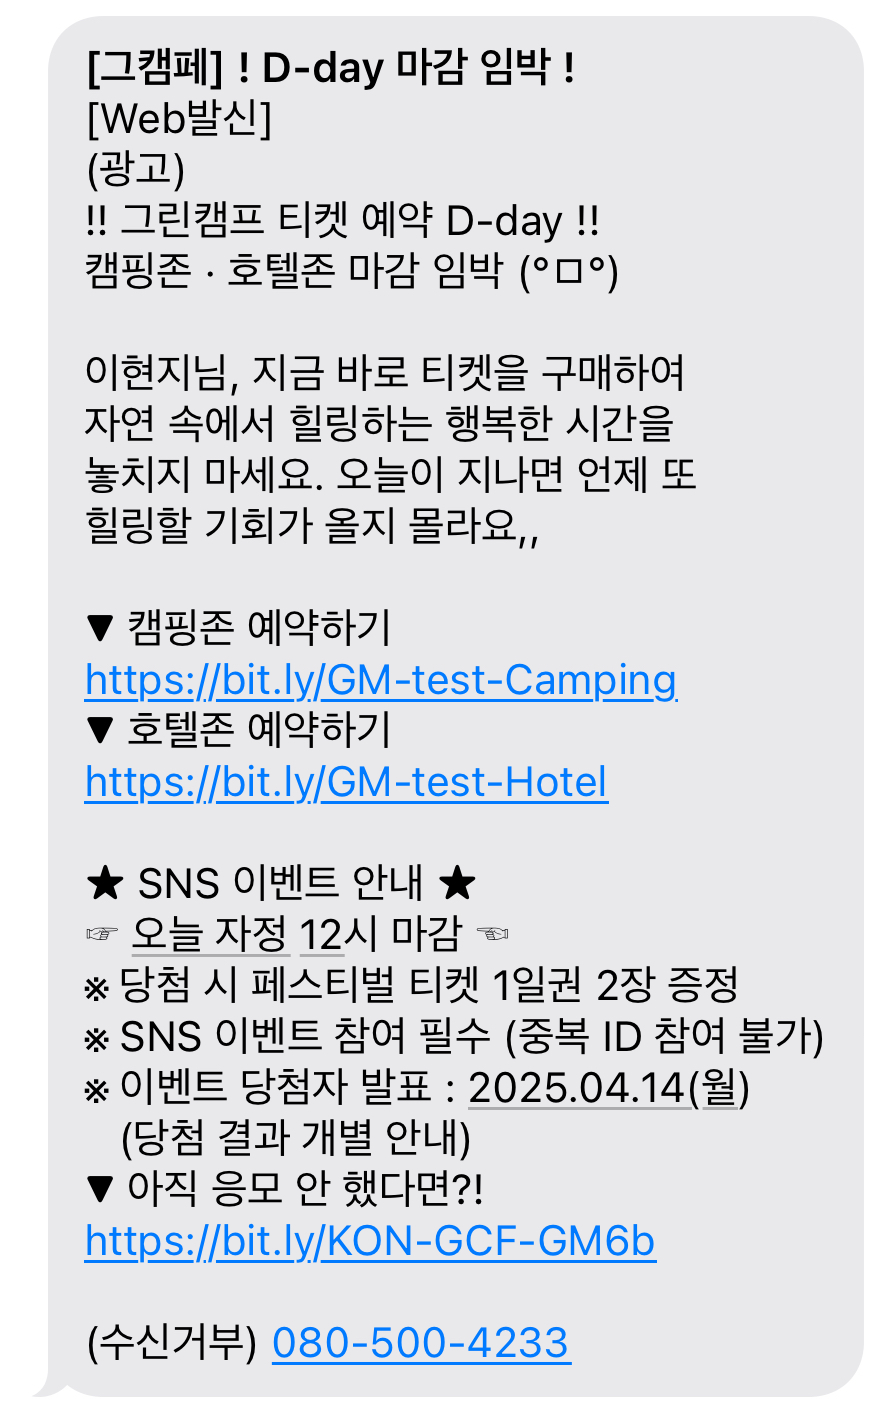 [그캠페] ! D-day 마감 임박 !
[Web발신]
(광고)
!! 그린캠프 티켓 예약 D-day !!
캠핑존 · 호텔존 마감 임박 (°ㅁ°)
이현지님, 지금 바로 티켓을 구매하여
자연 속에서 힐링하는 행복한 시간을
놓치지 마세요. 오늘이 지나면 언제 또
힐링할 기회가 올지 몰라요,,
▼ 캠핑존 예약하기
https://bit.ly/GM-test-Camping
▼ 호텔존 예약하기
https://bit.ly/GM-test-Hotel
★ SNS 이벤트 안내 ★
☞ 오늘 자정 12시 마감 ☜
※ 당첨 시 페스티벌 티켓 1일권 2장 증정
※ SNS 이벤트 참여 필수 (중복 ID 참여 불가)
※ 이벤트 당첨자 발표 : 2025.04.14(월)
(당첨 결과 개별 안내)
▼ 아직 응모 안 했다면?!
https://bit.ly/KON-GCF-GM6b
(수신거부) 080-500-4233